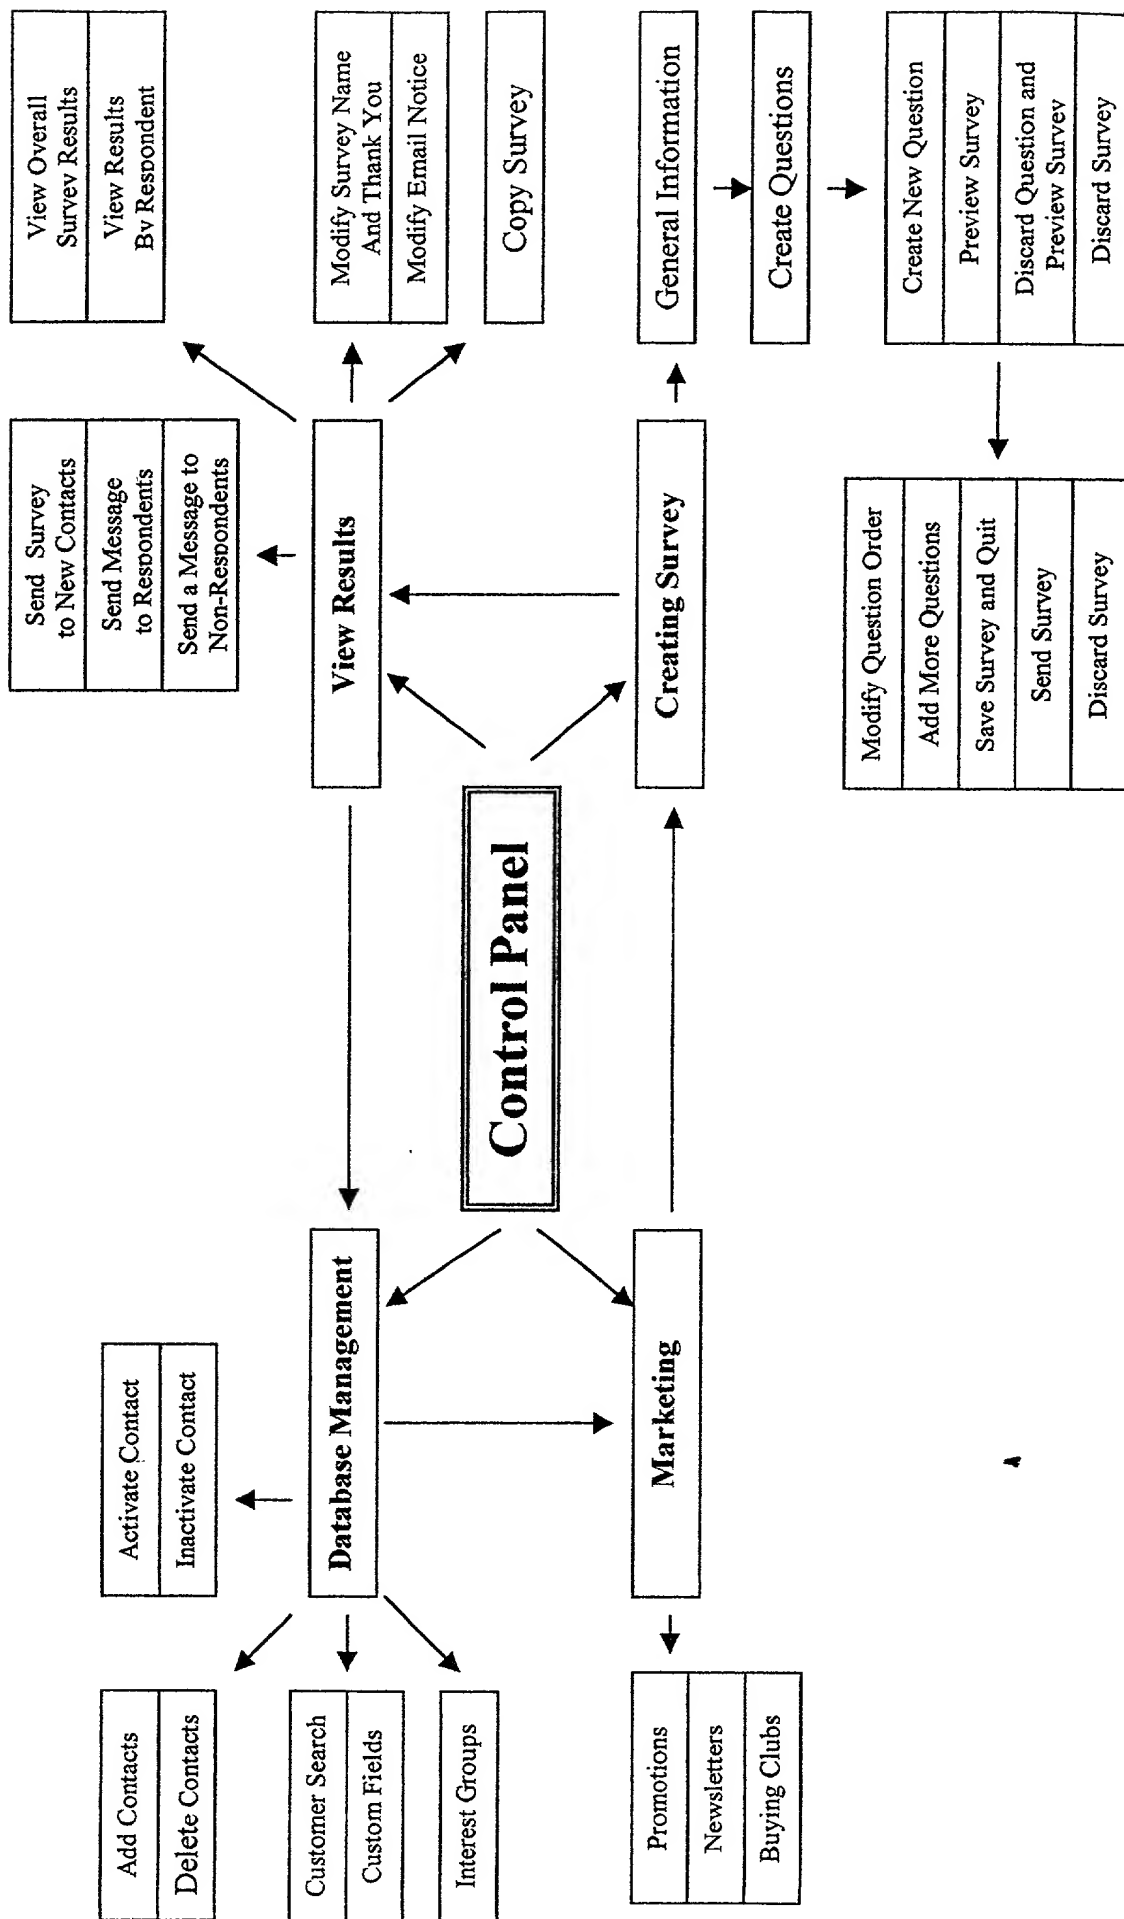 Add Contacts
Delete Contacts
Activate Contact
Inactivate Contact
Send Survey
to New Contacts
Send Message
to Respondents
Send a Message to
Non-Respondents
View Overall
Survey Results
View Results
By Respondent
Customer Search
Custom Fields
Interest Groups
Database Management
View Results
Modify Survey Name
And Thank You
Modify Email Notice
Copy Survey
Control Panel
Promotions
Newsletters
Buying Clubs
Marketing
Creating Survey
General Information
Create Questions
Modify Question Order
Add More Questions
Save Survey and Quit
Send Survey
Discard Survey
Create New Question
Preview Survey
Discard Question and
Preview Survey
Discard Survey